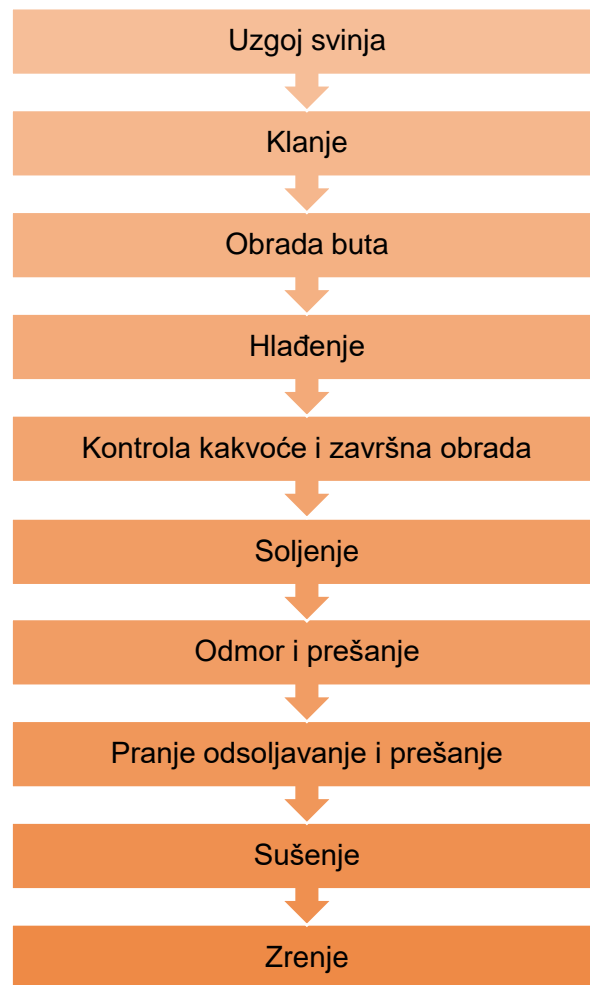 Uzgoj svinja
Klanje
Obrada buta
Hlađenje
Kontrola kakvoće i završna obrada
Soljenje
Odmor i prešanje
Pranje odsoljavanje i prešanje
Sušenje
Zrenje